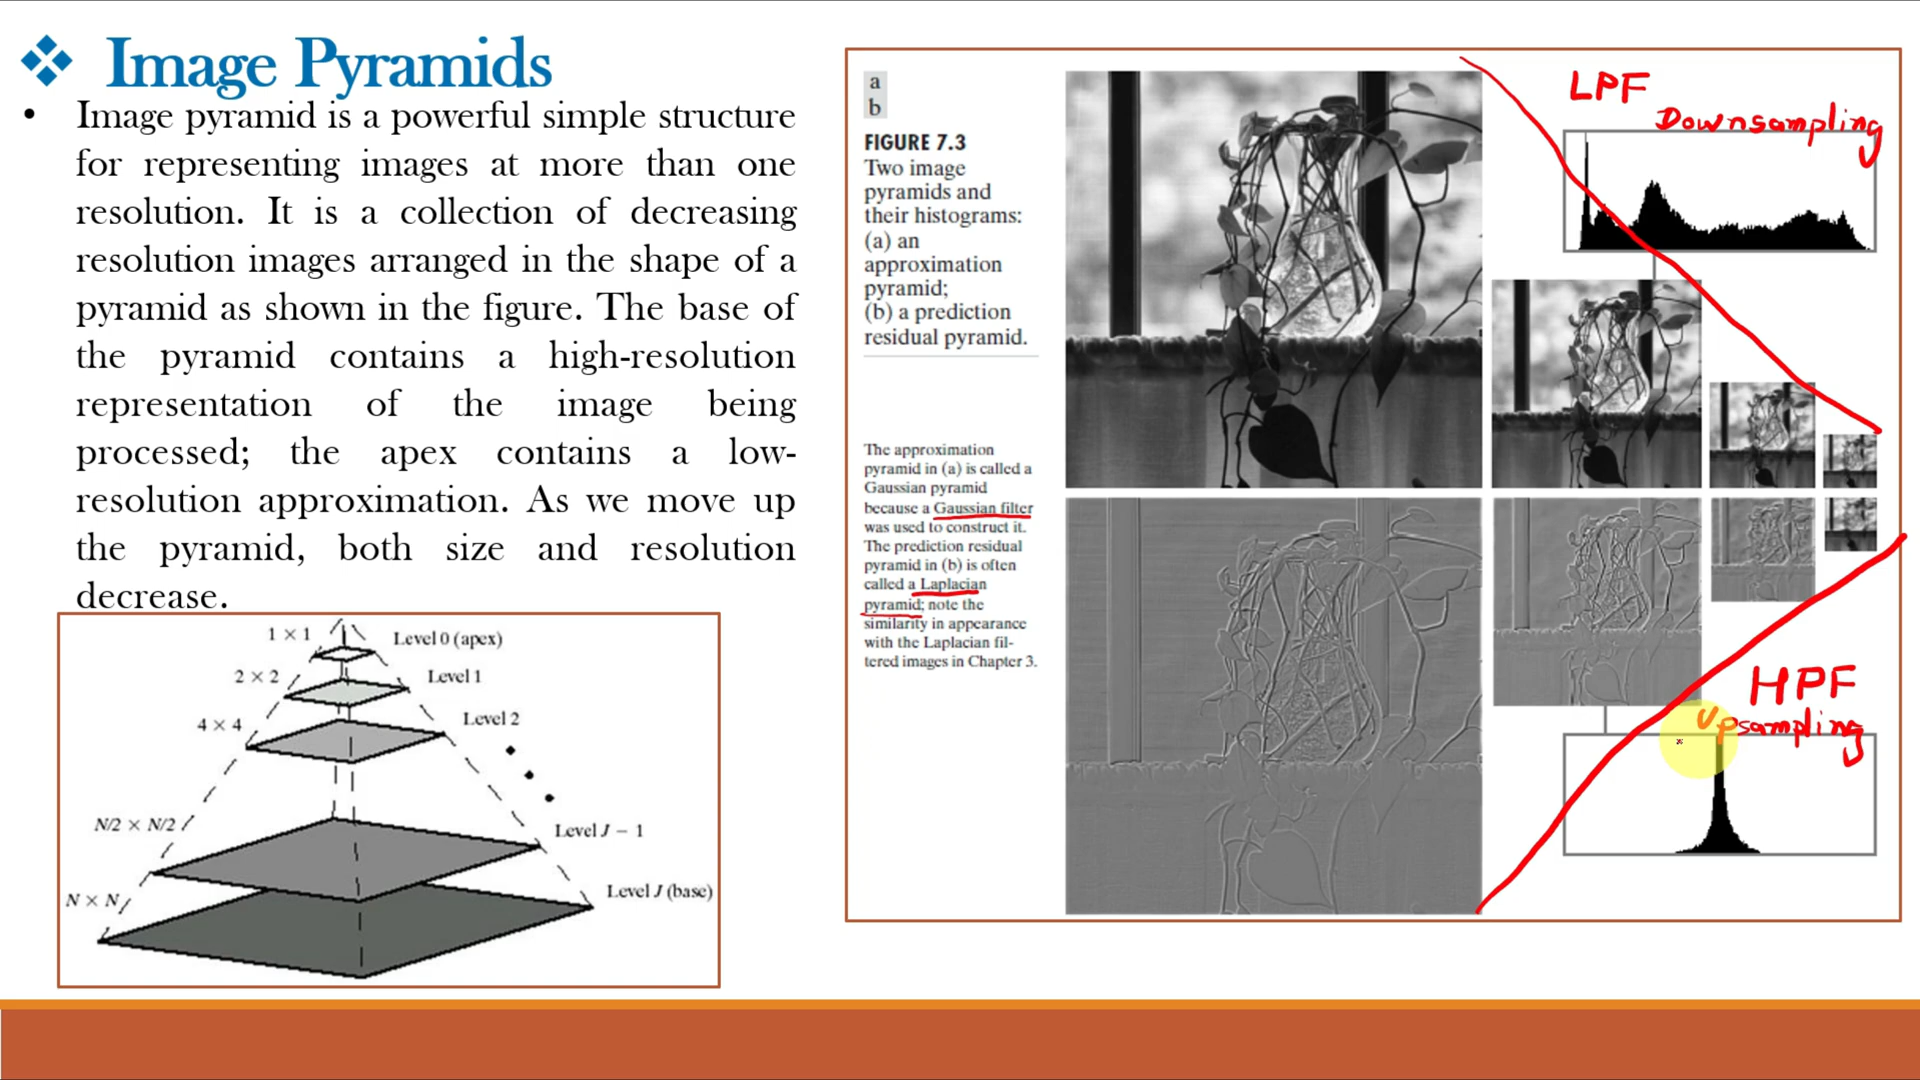 ❖ Image Pyramids
• Image pyramid is a powerful simple structure
for representing images at more than one
resolution. It is a collection of decreasing
resolution images arranged in the shape of a
pyramid as shown in the figure. The base of
the pyramid contains a high-resolution
representation of the image being
processed; the apex contains a low-
resolution approximation. As we move up
the pyramid, both size and resolution
decrease.
1 × 1
Level 0 (apex)
2 × 2
Level 1
4 × 4
Level 2
N/2 × N/2
Level J − 1
N × N
Level J (base)
a
b
FIGURE 7.3
Two image
pyramids and
their histograms:
(a) an
approximation
pyramid;
(b) a prediction
residual pyramid.
The approximation
pyramid in (a) is called a
Gaussian pyramid
because a Gaussian filter
was used to construct it.
The prediction residual
pyramid in (b) is often
called a Laplacian
pyramid; note the
similarity in appearance
with the Laplacian fil-
tered images in Chapter 3.
LPF
Downsampling
HPF
Upsampling